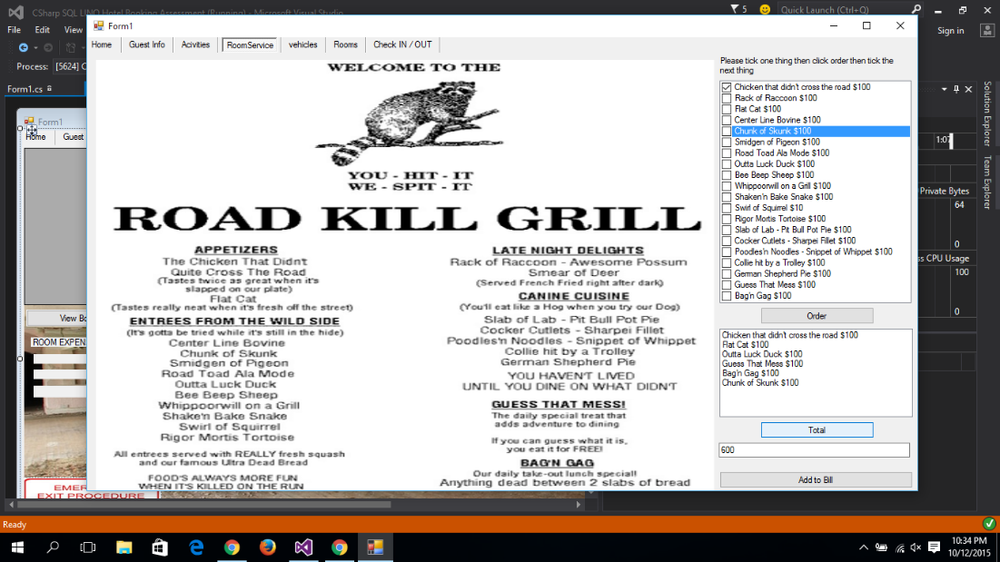 CSharp SQL LINQ Hotel Booking Assessment (Running) - Microsoft Visual Studio
5
Quick Launch (Ctrl+Q)
File Edit View
Sign in
Process: [5624] C
Form1.cs
Form1
Home Guest
View Bo
ROOM EXPEN
EMER
EXIT PROCEDURE
Form1
Home Guest Info Acivities RoomService vehicles Rooms Check IN / OUT
WELCOME TO THE
YOU - HIT - IT
WE - SPIT - IT
ROAD KILL GRILL
APPETIZERS
The Chicken That Didn't
Quite Cross The Road
(Tastes twice as great when it's
slapped on our plate)
Flat Cat
(Tastes really neat when it's fresh off the street)
ENTREES FROM THE WILD SIDE
(It's gotta be tried while it's still in the hide)
Center Line Bovine
Chunk of Skunk
Smidgen of Pigeon
Road Toad Ala Mode
Outta Luck Duck
Bee Beep Sheep
Whippoorwill on a Grill
Shake'n Bake Snake
Swirl of Squirrel
Rigor Mortis Tortoise
All entrees served with REALLY fresh squash
and our famous Ultra Dead Bread
FOOD'S ALWAYS MORE FUN
WHEN IT'S KILLED ON THE RUN
LATE NIGHT DELIGHTS
Rack of Raccoon - Awesome Possum
Smear of Deer
(Served French Fried right after dark)
CANINE CUISINE
(You'll eat like a Hog when you try our Dog)
Slab of Lab - Pit Bull Pot Pie
Cocker Cutlets - Sharpei Fillet
Poodles'n Noodles - Snippet of Whippet
Collie hit by a Trolley
German Shepherd Pie
YOU HAVEN'T LIVED
UNTIL YOU DINE ON WHAT DIDN'T
GUESS THAT MESS!
The daily special treat that
adds adventure to dining
If you can guess what it is,
you eat it for FREE!
BAG'N GAG
Our daily take-out lunch special!
Anything dead between 2 slabs of bread
Please tick one thing then click order then tick the
next thing
Chicken that didn't cross the road $100
Rack of Raccoon $100
Flat Cat $100
Center Line Bovine $100
Chunk of Skunk $100
Smidgen of Pigeon $100
Road Toad Ala Mode $100
Outta Luck Duck $100
Bee Beep Sheep $100
Whippoorwill on a Grill $100
Shaken'n Bake Snake $100
Swirl of Squirrel $10
Rigor Mortis Tortoise $100
Slab of Lab - Pit Bull Pot Pie $100
Cocker Cutlets - Sharpei Fillet $100
Poodles'n Noodles - Snippet of Whippet $100
Collie hit by a Trolley $100
German Shepherd Pie $100
Guess That Mess $100
Bag'n Gag $100
Order
Chicken that didn't cross the road $100
Flat Cat $100
Outta Luck Duck $100
Guess That Mess $100
Bag'n Gag $100
Chunk of Skunk $100
Total
600
Add to Bill
Solution Explorer
Team Explorer
1:07
Private Bytes
64
0
ss CPU Usage
100
0
Ready
10:34 PM
10/12/2015